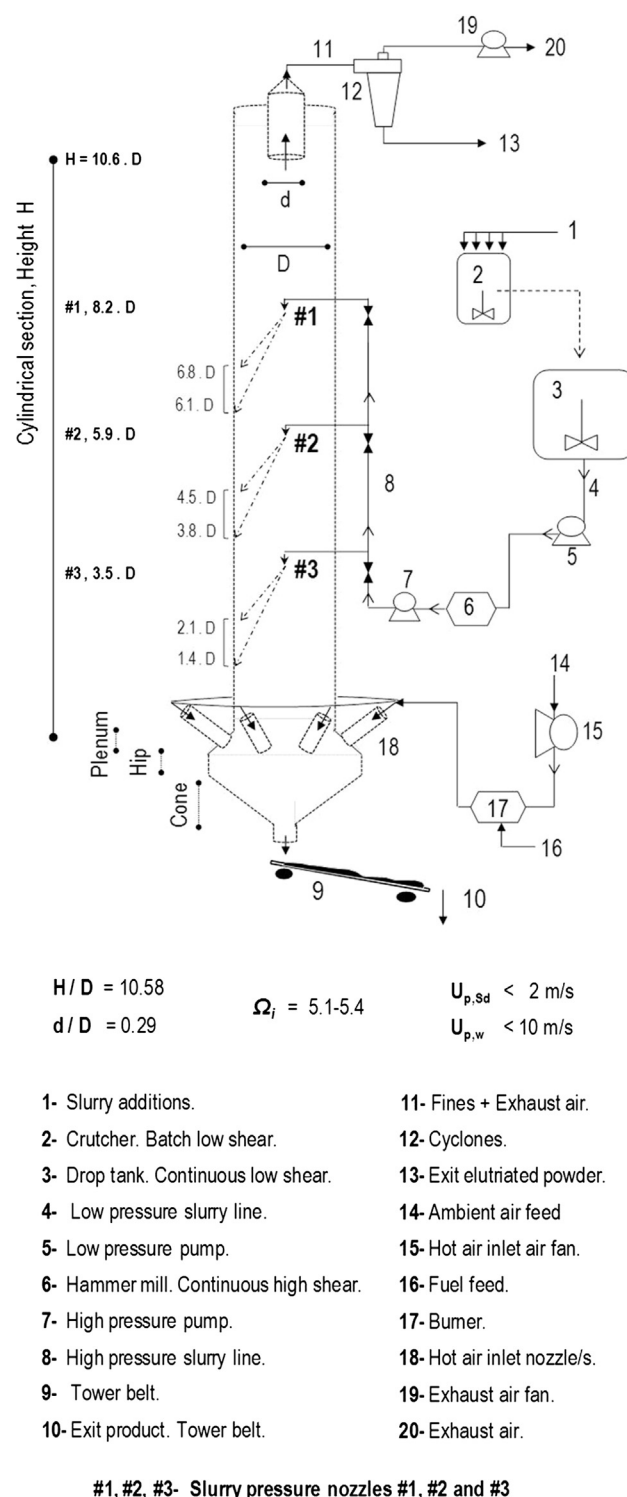 19
11
20
12
H = 10.6. D
13
d
Cylindrical section, Height H
1
D
2
#1, 8.2. D
#1
3
6.8. D
6.1. D
#2, 5.9. D
#2
8
4
4.5. D
3.8. D
5
#3, 3.5. D
#3
7
6
2.1. D
1.4. D
14
Plenum
Hip
18
15
Cone
17
16
9
10
H / D = 10.58
d / D = 0.29
Ωi = 5.1-5.4
Up,Sd < 2 m/s
Up,w < 10 m/s
1- Slurry additions.
2- Crutcher. Batch low shear.
3- Drop tank. Continuous low shear.
4- Low pressure slurry line.
5- Low pressure pump.
6- Hammer mill. Continuous high shear.
7- High pressure pump.
8- High pressure slurry line.
9- Tower belt.
10- Exit product. Tower belt.
11- Fines + Exhaust air.
12- Cyclones.
13- Exit elutriated powder.
14- Ambient air feed
15- Hot air inlet air fan.
16- Fuel feed.
17- Burner.
18- Hot air inlet nozzle/s.
19- Exhaust air fan.
20- Exhaust air.
#1, #2, #3- Slurry pressure nozzles #1, #2 and #3